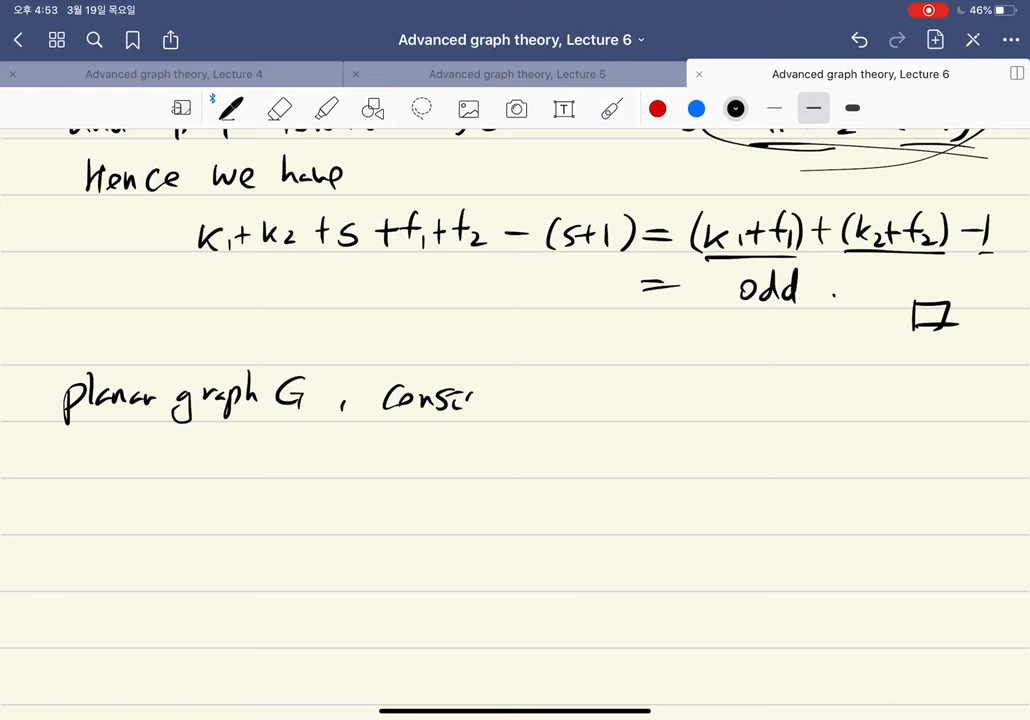 오후 4:53 3월 19일 목요일
46%
Advanced graph theory, Lecture 6
Advanced graph theory, Lecture 4
Advanced graph theory, Lecture 5
Advanced graph theory, Lecture 6
Hence we have
k₁+k₂+s+f₁+f₂-(s+1)=(k₁+f₁)+(k₂+f₂)-1
= odd.
□
planar graph G, cons